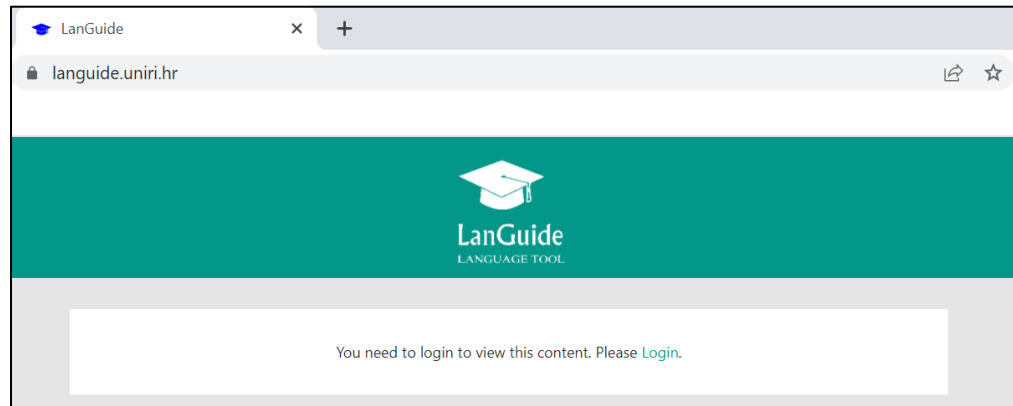 LanGuide
languide.uniri.hr
LanGuide
LANGUAGE TOOL
You need to login to view this content. Please Login.